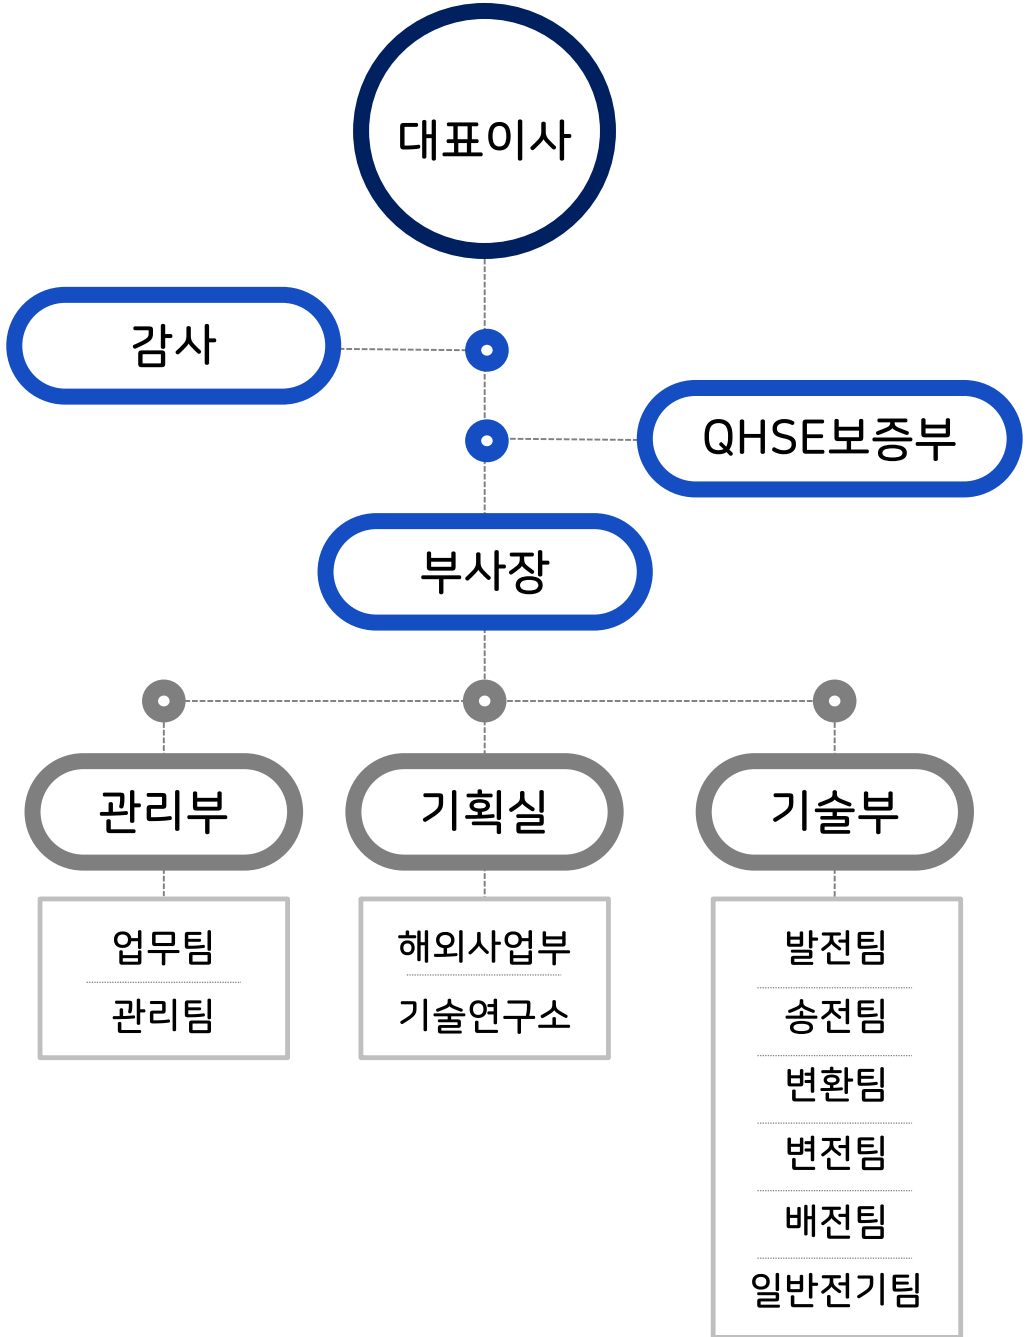 대표이사
감사
QHSE보증부
부사장
관리부
기획실
기술부
업무팀
관리팀
해외사업부
기술연구소
발전팀
송전팀
변환팀
변전팀
배전팀
일반전기팀